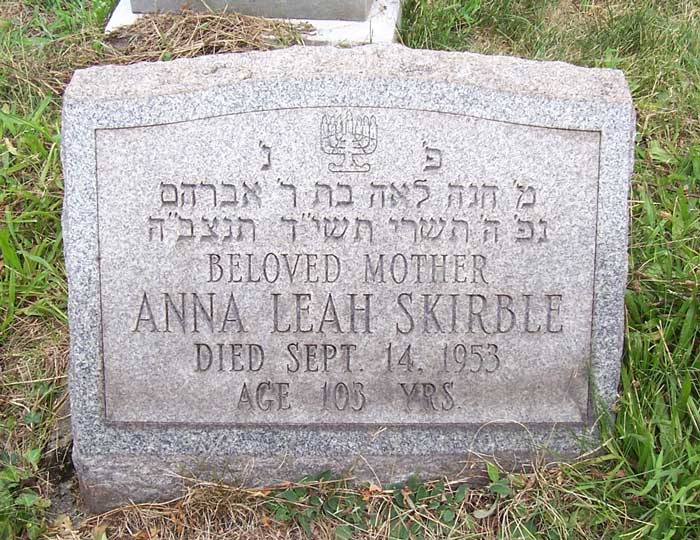 פ' נ'
מ' חנה לאה בת ר' אברהם
נפ' ה' תשרי תשי"ד תנצב"ה
BELOVED MOTHER
ANNA LEAH SKIRBLE
DIED SEPT. 14, 1953
AGE 103 YRS.